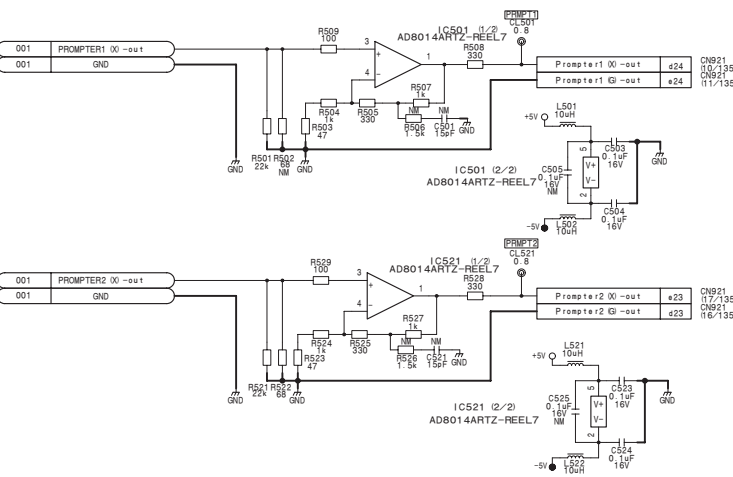 PRMPT1
IC501 (1/2) CL501
AD8014ARTZ-REEL7 0.8
R509
100
R508
330
3
1
4
001 PROMPTER1 (X) -out
001 GND
Prompter1 (X) -out d24 CN921 (10/135
Prompter1 (G) -out e24 CN921 (11/135
R507
1k
NM NM
R504
1k
R505
330
R506
1.5k
C501
15pF
GND
R503
47
R501
22k
R502
68
NM
GND
GND
L501
10uH
+5V
5
C503
0.1uF
16V
GND
IC501 (2/2)
AD8014ARTZ-REEL7
C505
0.1uF
16V
NM
V+
V-
2
C504
0.1uF
16V
-5V
L502
10uH
PRMPT2
IC521 (1/2) CL521
AD8014ARTZ-REEL7 0.8
R529
100
R528
330
3
1
4
001 PROMPTER2 (X) -out
001 GND
Prompter2 (X) -out e23 CN921 (17/135
Prompter2 (G) -out d23 CN921 (16/135
R527
1k
NM NM
R524
1k
R525
330
R526
1.5k
C521
15pF
GND
R523
47
R521
22k
R522
68
GND
GND
L521
10uH
+5V
5
C523
0.1uF
16V
GND
IC521 (2/2)
AD8014ARTZ-REEL7
C525
0.1uF
16V
NM
V+
V-
2
C524
0.1uF
16V
-5V
L522
10uH